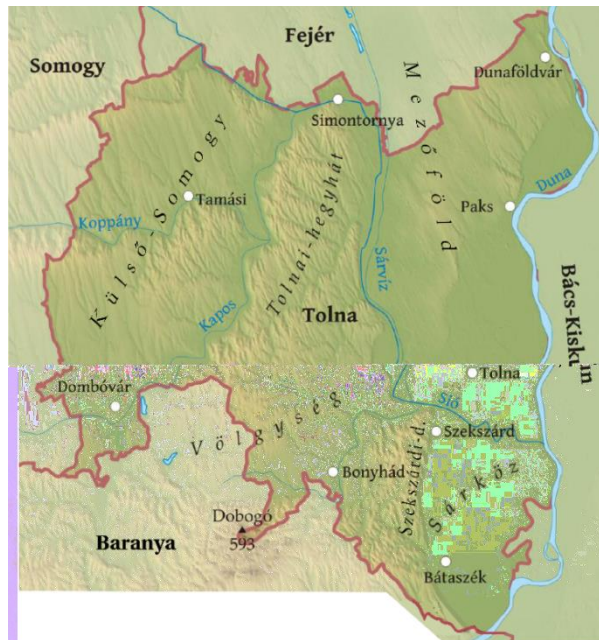 Fejér
Somogy
Dunaföldvár
Mezőföld
Simontornya
Külső-Somogy
Tolnai-hegyhát
Tamási
Paks
Duna
Koppány
Sárvíz
Kapos
Tolna
Bács-Kisk
Tolna
Dombóvár
Sió
Völgység
Szekszárd
Szekszárdi-d.
Sárköz
Bonyhád
Dobogó
593
Baranya
Bátaszék